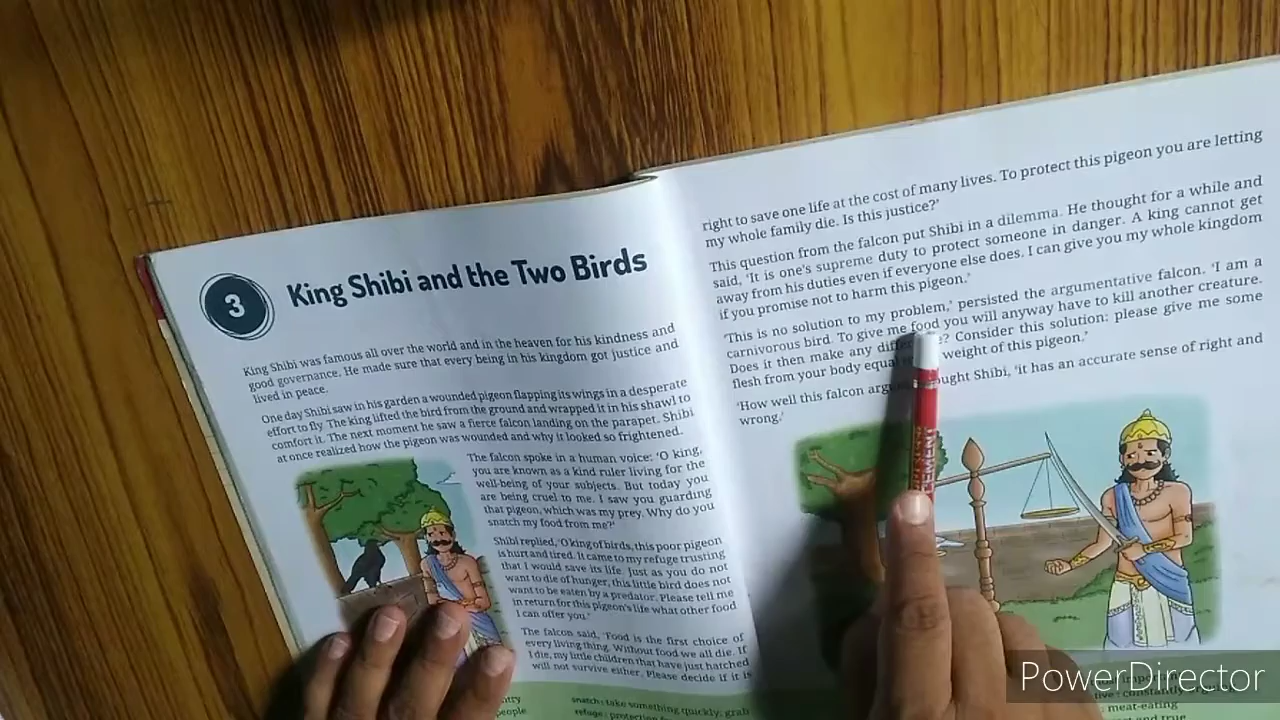 3
King Shibi and the Two Birds
King Shibi was famous all over the world and in the heaven for his kindness and
good governance. He made sure that every being in his kingdom got justice and
lived in peace.
One day Shibi saw in his garden a wounded pigeon flapping its wings in a desperate
effort to fly. The king lifted the bird from the ground and wrapped it in his shawl to
comfort it. The next moment he saw a fierce falcon landing on the parapet. Shibi
at once realized how the pigeon was wounded and why it looked so frightened.
The falcon spoke in a human voice: 'O king,
you are known as a kind ruler living for the
well-being of your subjects. But today you
are being cruel to me. I saw you guarding
that pigeon, which was my prey. Why do you
snatch my food from me?'
Shibi replied, 'O king of birds, this poor pigeon
is hurt and tired. It came to my refuge trusting
that I would save its life. Just as you do not
want to die of hunger, this little bird does not
want to be eaten by a predator. Please tell me
in return for this pigeon's life what other food
I can offer you.'
The falcon said, 'Food is the first choice of
every living thing. Without food we all die. If
I die, my little children that have just hatched
will not survive either. Please decide if it is
snatch : take something quickly; grab
refuge : protection
people
right to save one life at the cost of many lives. To protect this pigeon you are letting
my whole family die. Is this justice?'
This question from the falcon put Shibi in a dilemma. He thought for a while and
said, 'It is one's supreme duty to protect someone in danger. A king cannot get
away from his duties even if everyone else does. I can give you my whole kingdom
if you promise not to harm this pigeon.'
'This is no solution to my problem,' persisted the argumentative falcon. 'I am a
carnivorous bird. To give me food you will anyway have to kill another creature.
Does it then make any ? Consider this solution: please give me some
flesh from your body weight of this pigeon.'
'How well this falcon Shibi, 'it has an accurate sense of right and
wrong.'
: meat-eating
PowerDirector